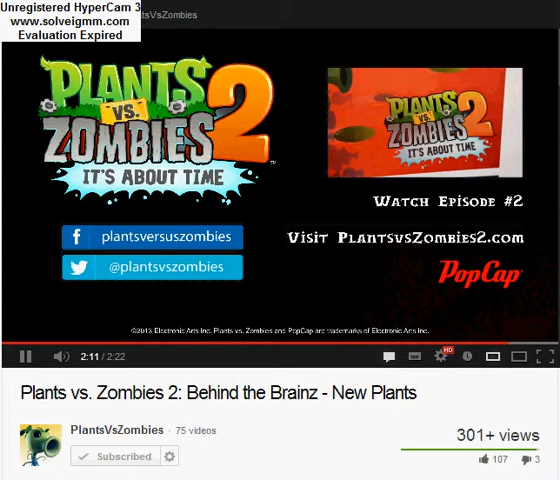 Unregistered HyperCam 3
www.solveigmm.com
Evaluation Expired
tsVsZombies
PLANTS
VS.
ZOMBIES 2
IT'S ABOUT TIME
™
PLANTS
VS.
ZOMBIES 2
IT'S ABOUT TIME
WATCH EPISODE #2
plantsversuszombies
VISIT PLANTSVSZOMBIES2.COM
@plantsvszombies
PopCap
©2013 Electronic Arts Inc. Plants vs. Zombies and PopCap are trademarks of Electronic Arts Inc.
2:11 / 2:22
HD
Plants vs. Zombies 2: Behind the Brainz - New Plants
PlantsVsZombies · 75 videos
Subscribed
301+ views
107 3